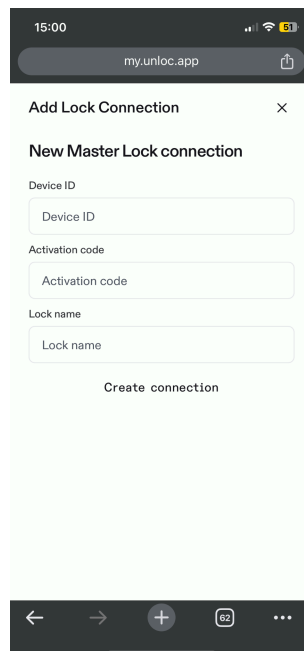 15:00
51
my.unloc.app
Add Lock Connection
New Master Lock connection
Device ID
Device ID
Activation code
Activation code
Lock name
Lock name
Create connection
62